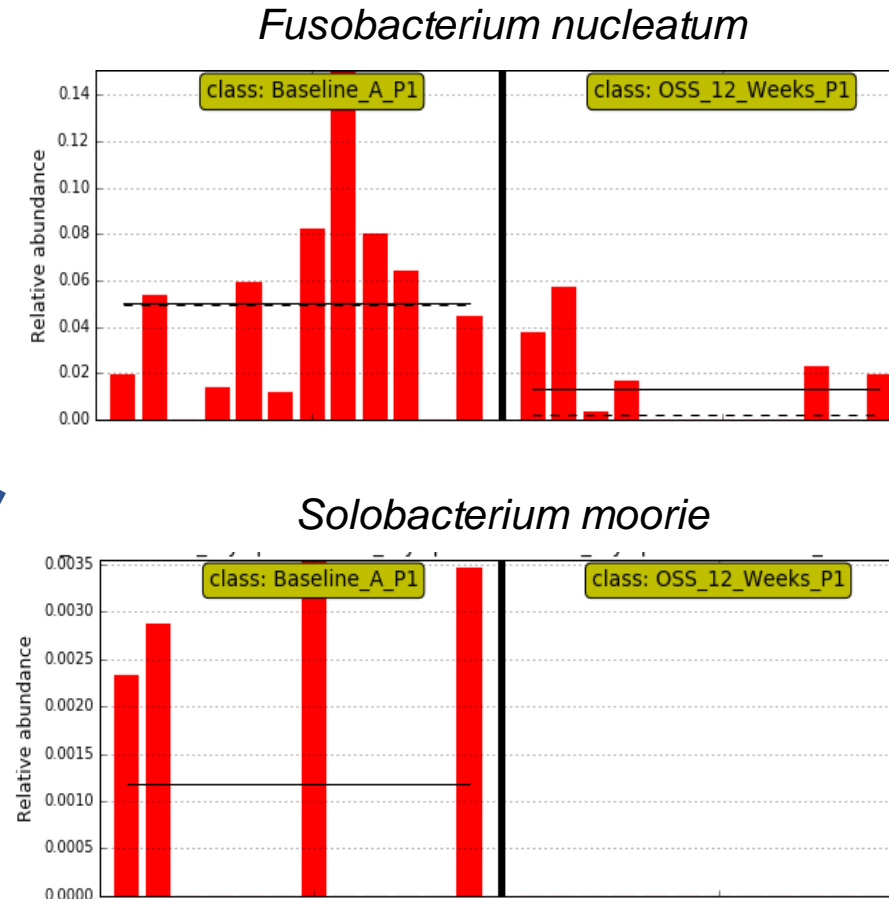 Fusobacterium nucleatum
class: Baseline_A_P1
class: OSS_12_Weeks_P1
Relative abundance
0.14
0.12
0.10
0.08
0.06
0.04
0.02
0.00
Solobacterium moorie
class: Baseline_A_P1
class: OSS_12_Weeks_P1
Relative abundance
0.0035
0.0030
0.0025
0.0020
0.0015
0.0010
0.0005
0.0000